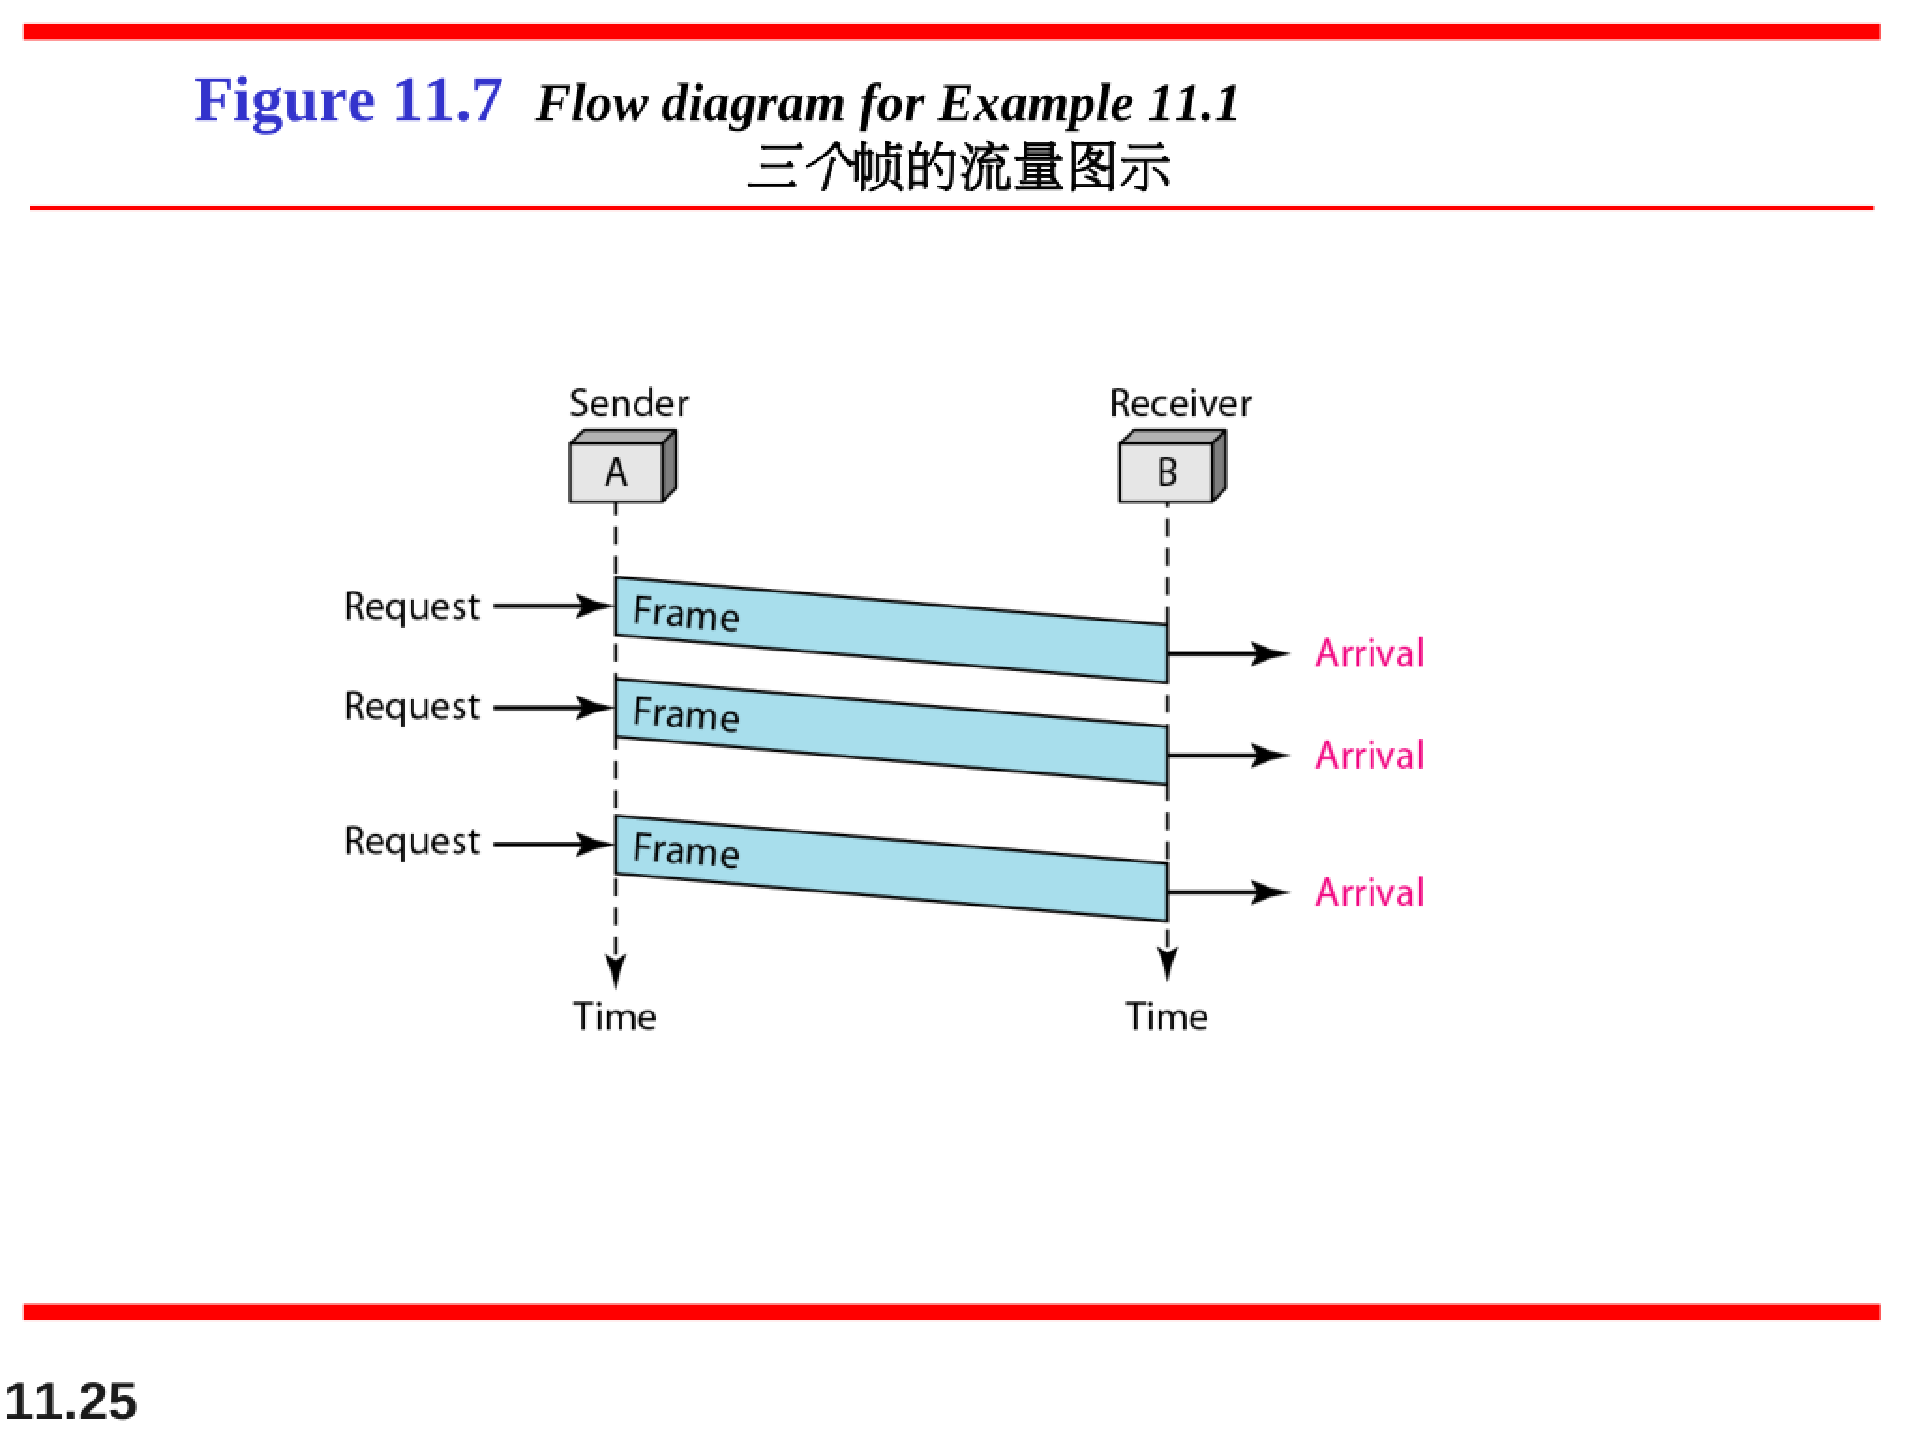 Figure 11.7 Flow diagram for Example 11.1
三个帧的流量图示
Sender Receiver
A B
Request Frame
Arrival
Request Frame
Arrival
Request Frame
Arrival
Time Time
11.25